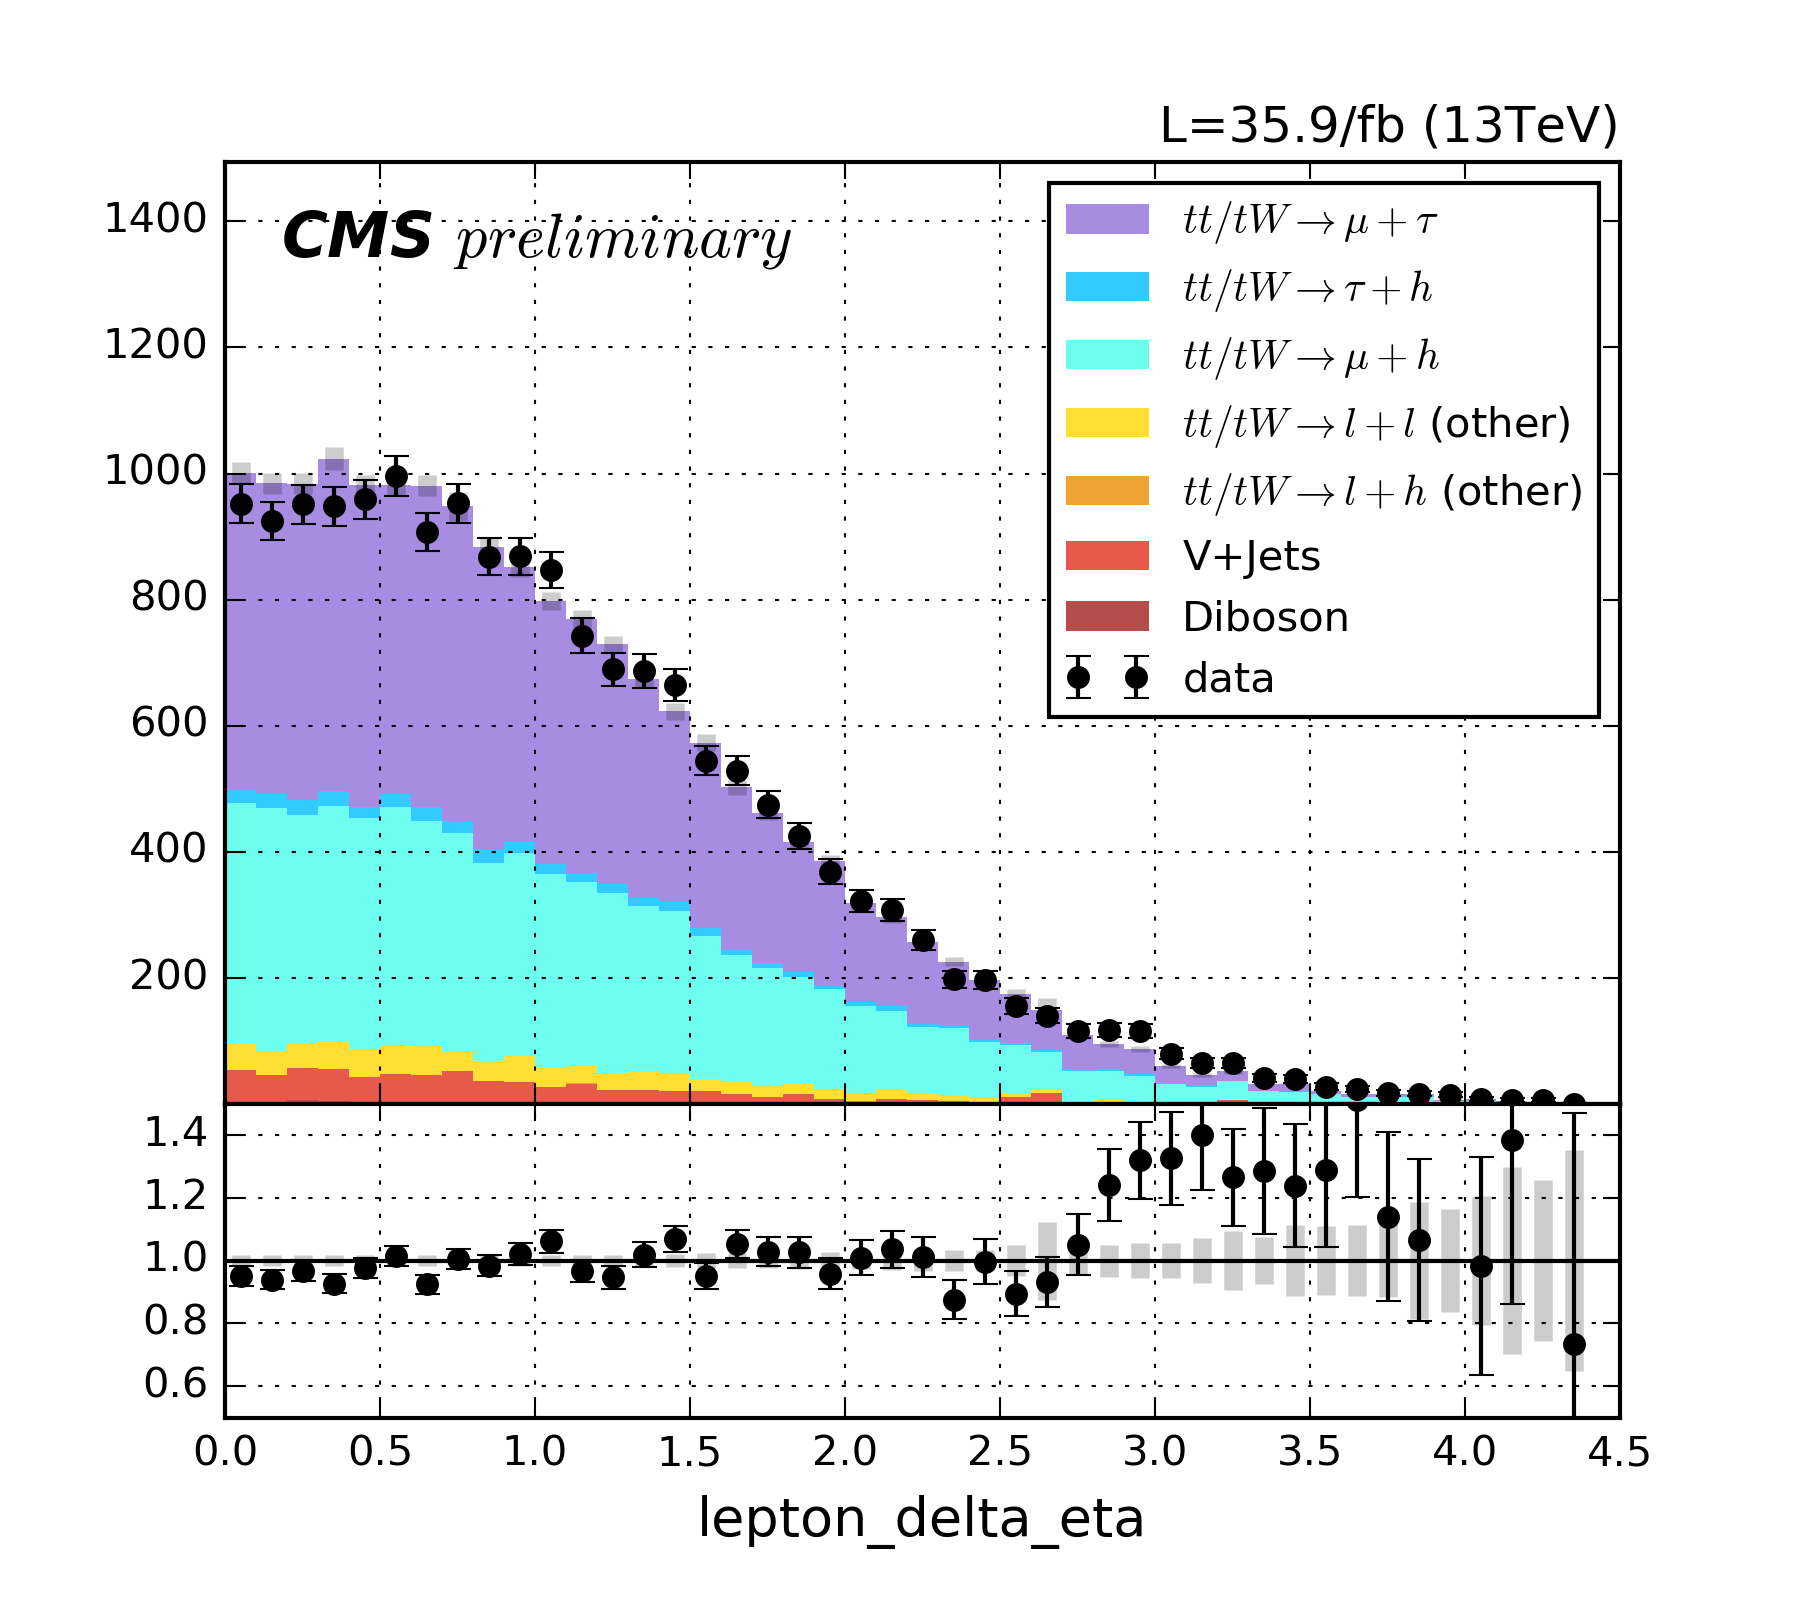 L=35.9/fb (13TeV)
CMS preliminary
1400
1200
1000
800
600
400
200
tt/tW → μ + τ
tt/tW → τ + h
tt/tW → μ + h
tt/tW → l + l (other)
tt/tW → l + h (other)
V+Jets
Diboson
data
1.4
1.2
1.0
0.8
0.6
0.0 0.5 1.0 1.5 2.0 2.5 3.0 3.5 4.0 4.5
lepton_delta_eta